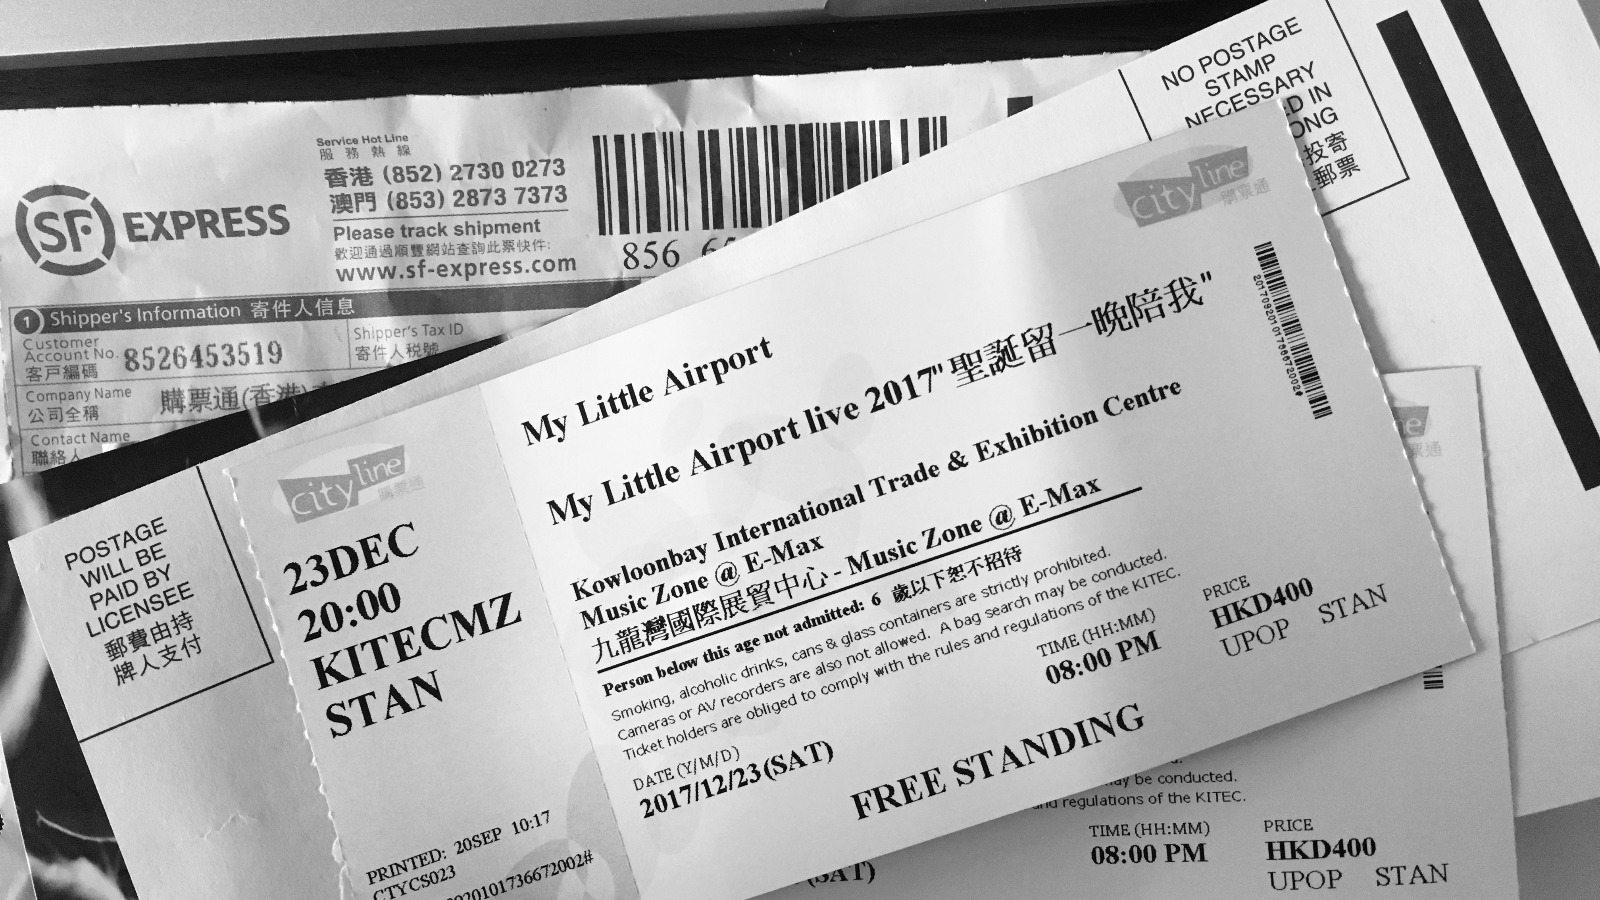 Service Hot Line
服務熱線
香港 (852) 2730 0273
澳門 (853) 2873 7373
Please track shipment
歡迎通過順豐網站查詢此票快件:
www.sf-express.com
SF EXPRESS
856
1 Shipper's Information 寄件人信息
Customer
Account No. 8526453519
客戶編碼
Shipper's Tax ID
寄件人稅號
Company Name
公司全稱
購票通(香港)
Contact Name
聯絡人
NO POSTAGE
STAMP
NECESSARY
D IN
ONG
投寄
郵票
POSTAGE
WILL BE
PAID BY
LICENSEE
郵費由持
牌人支付
cityline
購票通
23DEC
20:00
KITECMZ
STAN
PRINTED: 20SEP 10:17
CTYCS023
cityline
購票通
My Little Airport
My Little Airport live 2017"聖誕留一晚陪我"
Kowloonbay International Trade & Exhibition Centre
Music Zone @ E-Max
九龍灣國際展貿中心 - Music Zone @ E-Max
Person below this age not admitted: 6 歲以下恕不招待
Smoking, alcoholic drinks, cans & glass containers are strictly prohibited.
Cameras or AV recorders are also not allowed. A bag search may be conducted.
Ticket holders are obliged to comply with the rules and regulations of the KITEC.
DATE (Y/M/D)
2017/12/23(SAT)
TIME (HH:MM)
08:00 PM
PRICE
HKD400
UPOP STAN
FREE STANDING
may be conducted.
and regulations of the KITEC.
TIME (HH:MM)
08:00 PM
PRICE
HKD400
UPOP STAN
(SAT)